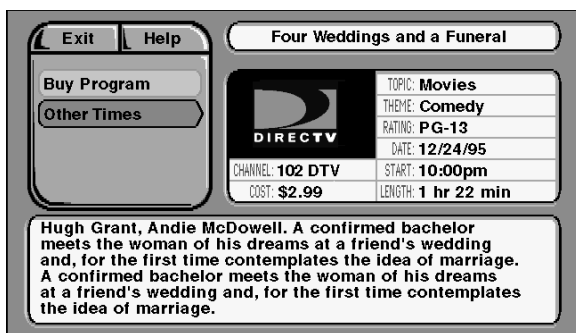 Exit Help
Four Weddings and a Funeral
Buy Program
Other Times
DIRECTV
TOPIC: Movies
THEME: Comedy
RATING: PG-13
DATE: 12/24/95
CHANNEL: 102 DTV
START: 10:00pm
COST: $2.99
LENGTH: 1 hr 22 min
Hugh Grant, Andie McDowell. A confirmed bachelor
meets the woman of his dreams at a friend's wedding
and, for the first time contemplates the idea of marriage.
A confirmed bachelor meets the woman of his dreams
at a friend's wedding and, for the first time contemplates
the idea of marriage.